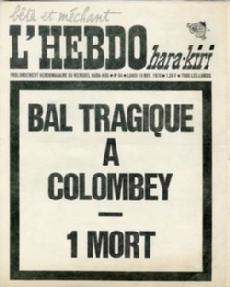 bête et méchant
L'HEBDO
hara-kiri
BAL TRAGIQUE
A
COLOMBEY
1 MORT